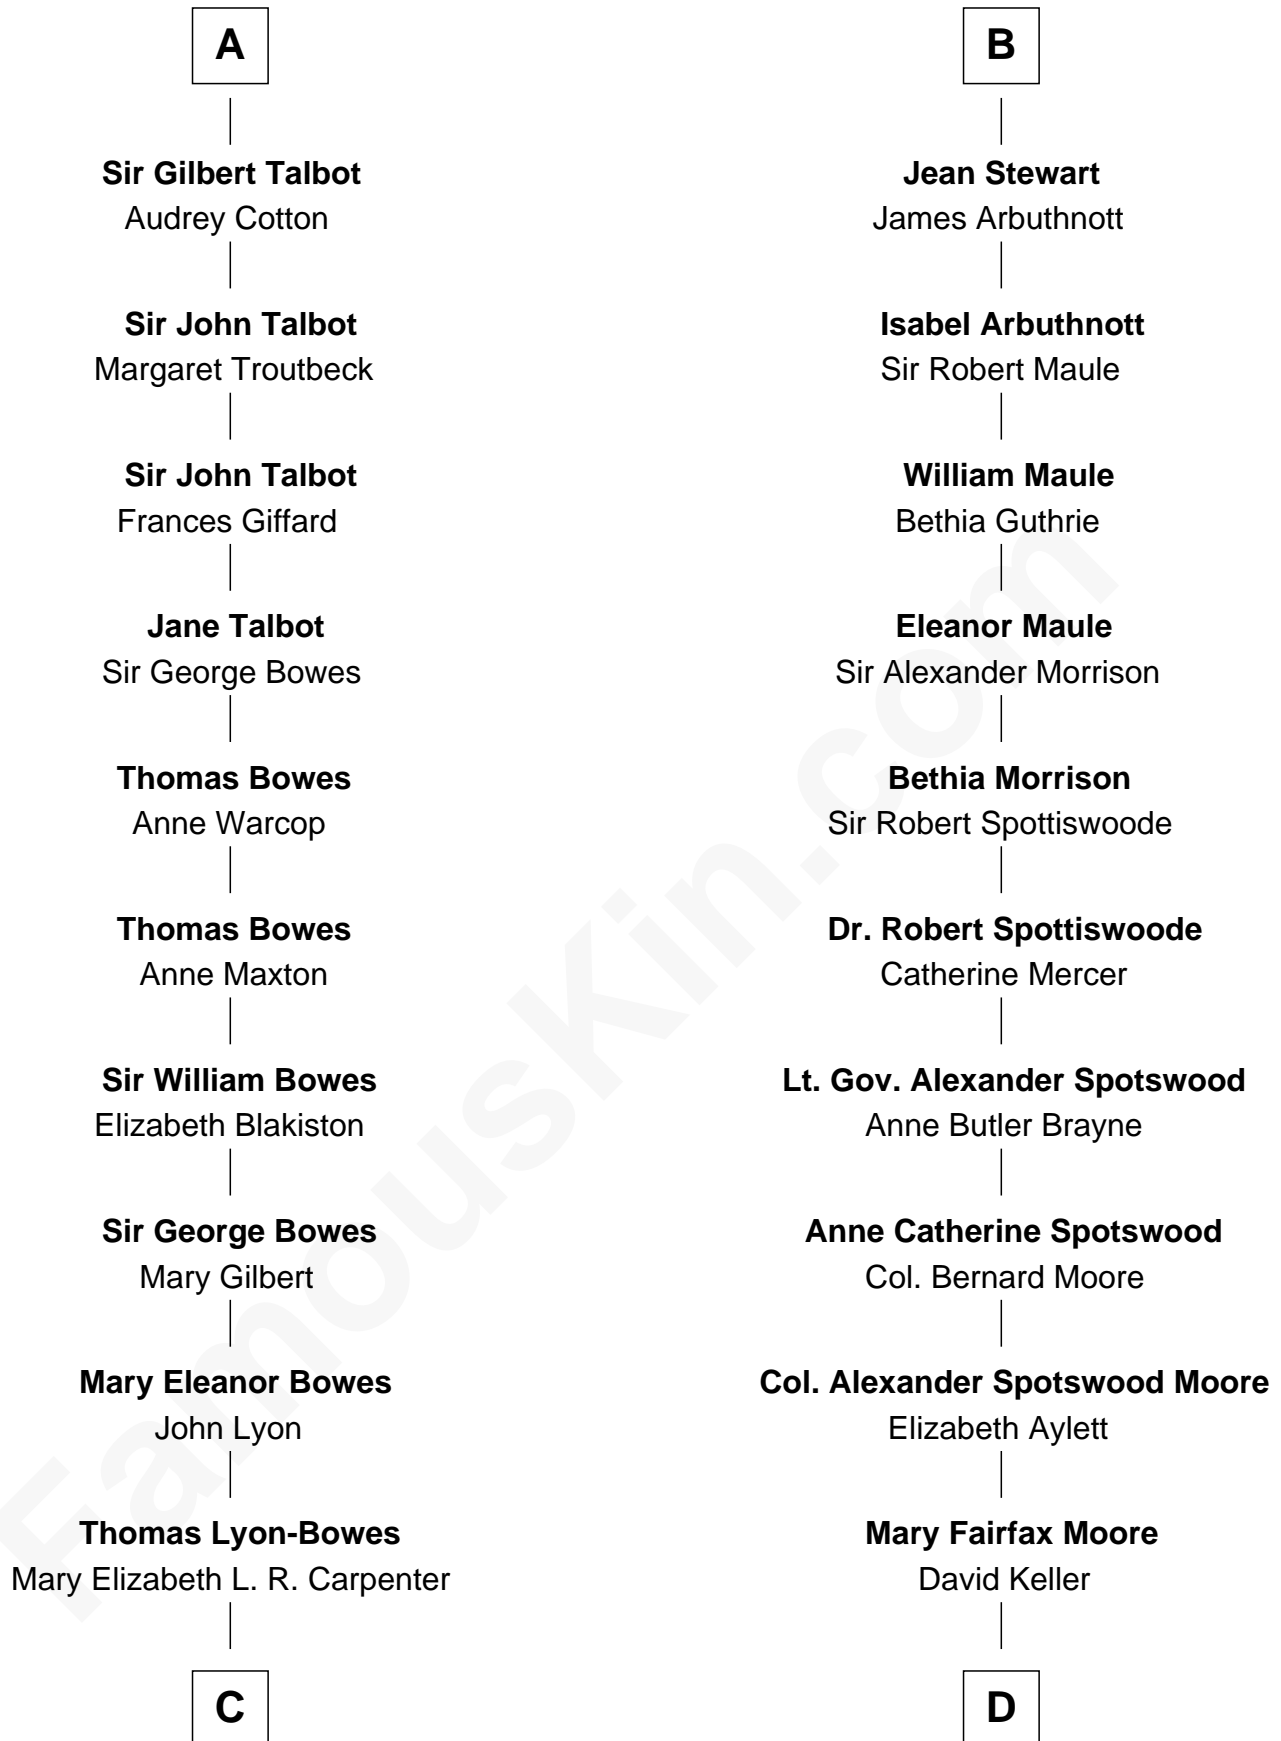 A
Sir Gilbert Talbot
Audrey Cotton
Sir John Talbot
Margaret Troutbeck
Sir John Talbot
Frances Giffard
Jane Talbot
Sir George Bowes
Thomas Bowes
Anne Warcop
Thomas Bowes
Anne Maxton
Sir William Bowes
Elizabeth Blakiston
Sir George Bowes
Mary Gilbert
Mary Eleanor Bowes
John Lyon
Thomas Lyon-Bowes
Mary Elizabeth L. R. Carpenter
C
B
Jean Stewart
James Arbuthnott
Isabel Arbuthnott
Sir Robert Maule
William Maule
Bethia Guthrie
Eleanor Maule
Sir Alexander Morrison
Bethia Morrison
Sir Robert Spottiswoode
Dr. Robert Spottiswoode
Catherine Mercer
Lt. Gov. Alexander Spotswood
Anne Butler Brayne
Anne Catherine Spotswood
Col. Bernard Moore
Col. Alexander Spotswood Moore
Elizabeth Aylett
Mary Fairfax Moore
David Keller
D
FamousKin.com